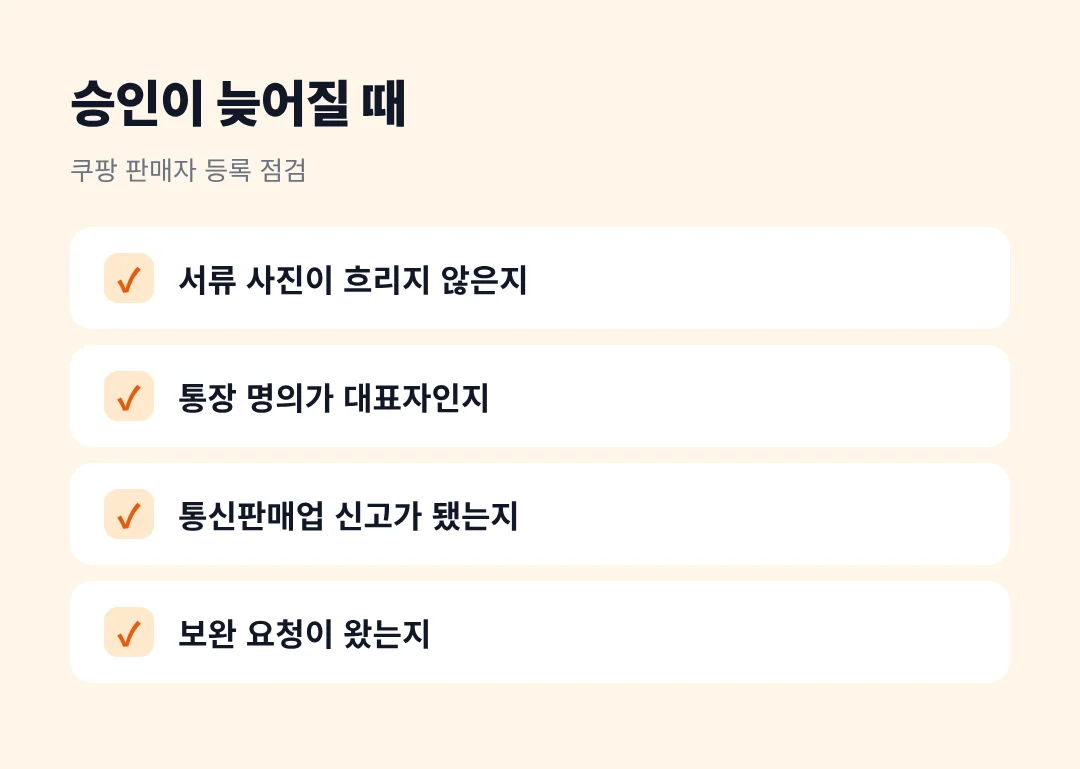 승인이 늦어질 때
쿠팡 판매자 등록 점검
✓ 서류 사진이 흐리지 않은지
✓ 통장 명의가 대표자인지
✓ 통신판매업 신고가 됐는지
✓ 보완 요청이 왔는지